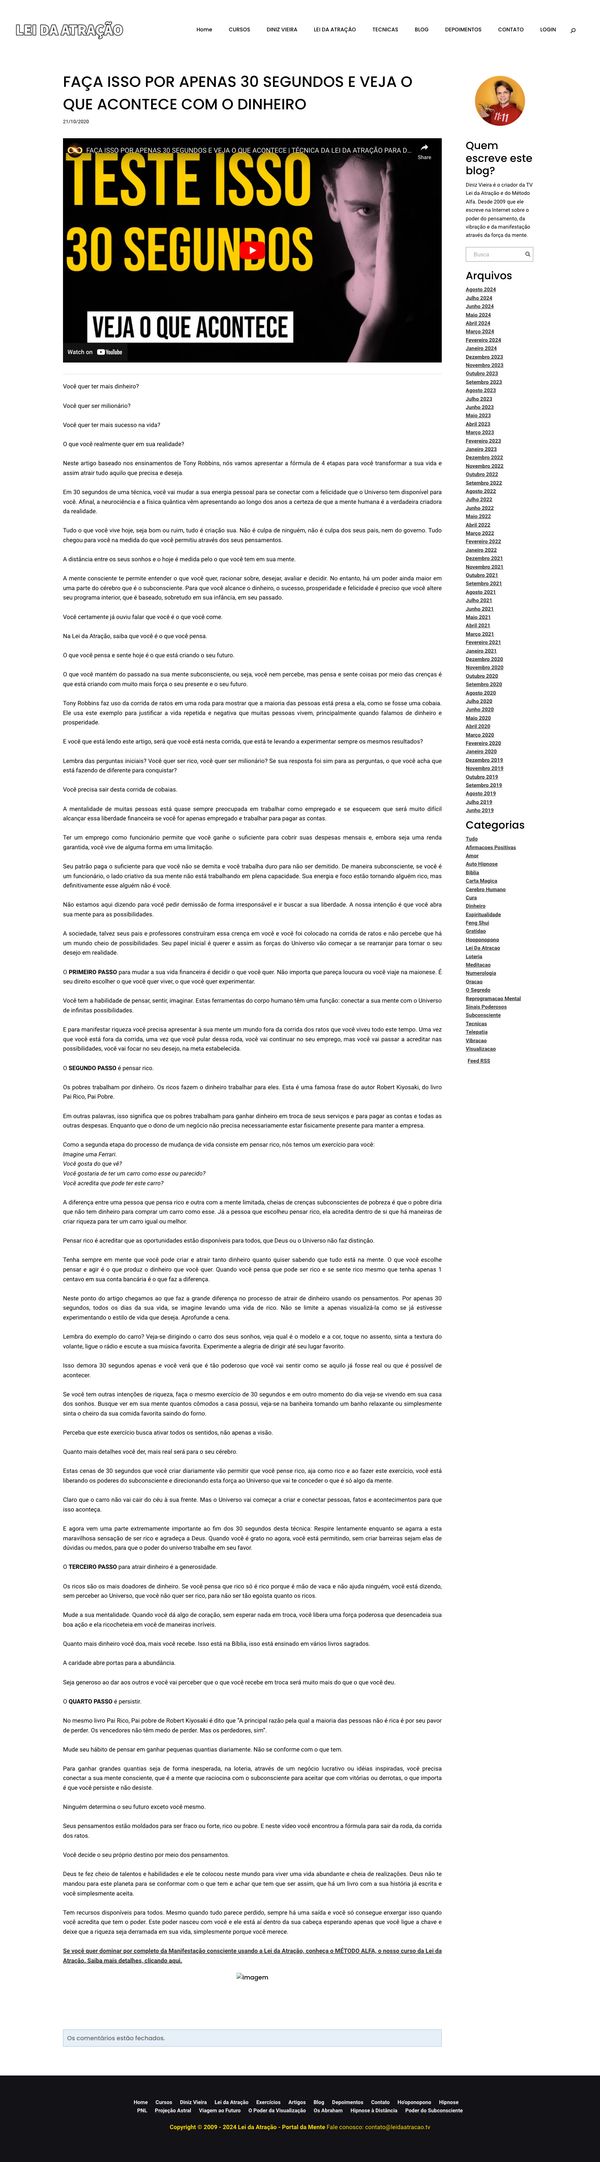 LEI DA ATRAÇÃO
Home CURSOS DINIZ VIEIRA LEI DA ATRAÇÃO TECNICAS BLOG DEPOIMENTOS CONTATO LOGIN
FAÇA ISSO POR APENAS 30 SEGUNDOS E VEJA O
QUE ACONTECE COM O DINHEIRO
21/10/2020
FAÇA ISSO POR APENAS 30 SEGUNDOS E VEJA O QUE ACONTECE | TÉCNICA DA LEI DA ATRAÇÃO PARA D...
Share
TESTE ISSO
30 SEGUNDOS
VEJA O QUE ACONTECE
Watch on YouTube
Você quer ter mais dinheiro?
Você quer ser milionário?
Você quer ter mais sucesso na vida?
O que você realmente quer em sua realidade?
Neste artigo baseado nos ensinamentos de Tony Robbins, nós vamos apresentar a fórmula de 4 etapas para você transformar a sua vida e
assim atrair tudo aquilo que precisa e deseja.
Em 30 segundos de uma técnica, você vai mudar a sua energia pessoal para se conectar com a felicidade que o Universo tem disponível para
você. Afinal, a neurociência e a física quântica vêm apresentando ao longo dos anos a certeza de que a mente humana é a verdadeira criadora
da realidade.
Tudo o que você vive hoje, seja bom ou ruim, tudo é criação sua. Não é culpa de ninguém, não é culpa dos seus pais, nem do governo. Tudo
chegou para você na medida do que você permitiu através dos seus pensamentos.
A distância entre os seus sonhos e o hoje é medida pelo o que você tem em sua mente.
A mente consciente te permite entender o que você quer, racionar sobre, desejar, avaliar e decidir. No entanto, há um poder ainda maior em
uma parte do cérebro que é o subconsciente. Para que você alcance o dinheiro, o sucesso, prosperidade e felicidade é preciso que você altere
seu programa interior, que é baseado, sobretudo em sua infância, em seu passado.
Você certamente já ouviu falar que você é o que você come.
Na Lei da Atração, saiba que você é o que você pensa.
O que você pensa e sente hoje é o que está criando o seu futuro.
O que você mantém do passado na sua mente subconsciente, ou seja, você nem percebe, mas pensa e sente coisas por meio das crenças é
que está criando com muito mais força o seu presente e o seu futuro.
Tony Robbins faz uso da corrida de ratos em uma roda para mostrar que a maioria das pessoas está presa a ela, como se fosse uma cobaia.
Ele usa este exemplo para justificar a vida repetida e negativa que muitas pessoas vivem, principalmente quando falamos de dinheiro e
prosperidade.
E você que está lendo este artigo, será que você está nesta corrida, que está te levando a experimentar sempre os mesmos resultados?
Lembra das perguntas iniciais? Você quer ser rico, você quer ser milionário? Se sua resposta foi sim para as perguntas, o que você acha que
está fazendo de diferente para conquistar?
Você precisa sair desta corrida de cobaias.
A mentalidade de muitas pessoas está quase sempre preocupada em trabalhar como empregado e se esquecem que será muito difícil
alcançar essa liberdade financeira se você for apenas empregado e trabalhar para pagar as contas.
Ter um emprego como funcionário permite que você ganhe o suficiente para cobrir suas despesas mensais e, embora seja uma renda
garantida, você vive de alguma forma em uma limitação.
Seu patrão paga o suficiente para que você não se demita e você trabalha duro para não ser demitido. De maneira subconsciente, se você é
um funcionário, o lado criativo da sua mente não está trabalhando em plena capacidade. Sua energia e foco estão tornando alguém rico, mas
definitivamente esse alguém não é você.
Não estamos aqui dizendo para você pedir demissão de forma irresponsável e ir buscar a sua liberdade. A nossa intenção é que você abra
sua mente para as possibilidades.
A sociedade, talvez seus pais e professores construíram essa crença em você e você foi colocado na corrida de ratos e não percebe que há
um mundo cheio de possibilidades. Seu papel inicial é querer e assim as forças do Universo vão começar a se rearranjar para tornar o seu
desejo em realidade.
O PRIMEIRO PASSO para mudar a sua vida financeira é decidir o que você quer. Não importa que pareça loucura ou você viaje na maionese. É
seu direito escolher o que você quer viver, o que você quer experimentar.
Você tem a habilidade de pensar, sentir, imaginar. Estas ferramentas do corpo humano têm uma função: conectar a sua mente com o Universo
de infinitas possibilidades.
E para manifestar riqueza você precisa apresentar à sua mente um mundo fora da corrida dos ratos que você viveu todo este tempo. Uma vez
que você está fora da corrida, uma vez que você pular dessa roda, você vai continuar no seu emprego, mas você vai passar a acreditar nas
possibilidades, você vai focar no seu desejo, na meta estabelecida.
O SEGUNDO PASSO é pensar rico.
Os pobres trabalham por dinheiro. Os ricos fazem o dinheiro trabalhar para eles. Esta é uma famosa frase do autor Robert Kiyosaki, do livro
Pai Rico, Pai Pobre.
Em outras palavras, isso significa que os pobres trabalham para ganhar dinheiro em troca de seus serviços e para pagar as contas e todas as
outras despesas. Enquanto que o dono de um negócio não precisa necessariamente estar fisicamente presente para manter a empresa.
Como a segunda etapa do processo de mudança de vida consiste em pensar rico, nós temos um exercício para você:
Imagine uma Ferrari.
Você gosta do que vê?
Você gostaria de ter um carro como esse ou parecido?
Você acredita que pode ter este carro?
A diferença entre uma pessoa que pensa rico e outra com a mente limitada, cheias de crenças subconscientes de pobreza é que o pobre diria
que não tem dinheiro para comprar um carro como esse. Já a pessoa que escolheu pensar rico, ela acredita dentro de si que há maneiras de
criar riqueza para ter um carro igual ou melhor.
Pensar rico é acreditar que as oportunidades estão disponíveis para todos, que Deus ou o Universo não faz distinção.
Tenha sempre em mente que você pode criar e atrair tanto dinheiro quanto quiser sabendo que tudo está na mente. O que você escolhe
pensar e agir é o que produz o dinheiro que você quer. Quando você pensa que pode ser rico e se sente rico mesmo que tenha apenas 1
centavo em sua conta bancária é o que faz a diferença.
Neste ponto do artigo chegamos ao que faz a grande diferença no processo de atrair de dinheiro usando os pensamentos. Por apenas 30
segundos, todos os dias da sua vida, se imagine levando uma vida de rico. Não se limite a apenas visualizá-la como se já estivesse
experimentando o estilo de vida que deseja. Aprofunde a cena.
Lembra do exemplo do carro? Veja-se dirigindo o carro dos seus sonhos, veja qual é o modelo e a cor, toque no assento, sinta a textura do
volante, ligue o rádio e escute a sua música favorita. Experimente a alegria de dirigir até seu lugar favorito.
Isso demora 30 segundos apenas e você verá que é tão poderoso que você vai sentir como se aquilo já fosse real ou que é possível de
acontecer.
Se você tem outras intenções de riqueza, faça o mesmo exercício de 30 segundos e em outro momento do dia veja-se vivendo em sua casa
dos sonhos. Busque ver em sua mente quantos cômodos a casa possui, veja-se na banheira tomando um banho relaxante ou simplesmente
sinta o cheiro da sua comida favorita saindo do forno.
Perceba que este exercício busca ativar todos os sentidos, não apenas a visão.
Quanto mais detalhes você der, mais real será para o seu cérebro.
Estas cenas de 30 segundos que você criar diariamente vão permitir que você pense rico, aja como rico e ao fazer este exercício, você está
liberando os poderes do subconsciente e direcionando esta força ao Universo que vai te conceder o que é só algo da mente.
Claro que o carro não vai cair do céu à sua frente. Mas o Universo vai começar a criar e conectar pessoas, fatos e acontecimentos para que
isso aconteça.
E agora vem uma parte extremamente importante ao fim dos 30 segundos desta técnica: Respire lentamente enquanto se agarra a esta
maravilhosa sensação de ser rico e agradeça a Deus. Quando você é grato no agora, você está permitindo, sem criar barreiras sejam elas de
dúvidas ou medos, para que o poder do universo trabalhe em seu favor.
O TERCEIRO PASSO para atrair dinheiro é a generosidade.
Os ricos são os mais doadores de dinheiro. Se você pensa que rico só é rico porque é mão de vaca e não ajuda ninguém, você está dizendo,
sem perceber ao Universo, que você não quer ser rico, para não ser tão egoísta quanto os ricos.
Mude a sua mentalidade. Quando você dá algo de coração, sem esperar nada em troca, você libera uma força poderosa que desencadeia sua
boa ação e ela ricocheteia em você de maneiras incríveis.
Quanto mais dinheiro você doa, mais você recebe. Isso está na Bíblia, isso está ensinado em vários livros sagrados.
A caridade abre portas para a abundância.
Seja generoso ao dar aos outros e você vai perceber que o que você recebe em troca será muito mais do que o que você deu.
O QUARTO PASSO é persistir.
No mesmo livro Pai Rico, Pai pobre de Robert Kiyosaki é dito que "A principal razão pela qual a maioria das pessoas não é rica é por seu pavor
de perder. Os vencedores não têm medo de perder. Mas os perdedores, sim".
Mude seu hábito de pensar em ganhar pequenas quantias diariamente. Não se conforme com o que tem.
Para ganhar grandes quantias seja de forma inesperada, na loteria, através de um negócio lucrativo ou idéias inspiradas, você precisa
conectar a sua mente consciente, que é a mente que raciocina com o subconsciente para aceitar que com vitórias ou derrotas, o que importa
é que você persiste e não desiste.
Ninguém determina o seu futuro exceto você mesmo.
Seus pensamentos estão moldados para ser fraco ou forte, rico ou pobre. E neste vídeo você encontrou a fórmula para sair da roda, da corrida
dos ratos.
Você decide o seu próprio destino por meio dos pensamentos.
Deus te fez cheio de talentos e habilidades e ele te colocou neste mundo para viver uma vida abundante e cheia de realizações. Deus não te
mandou para este planeta para se conformar com o que tem e achar que tem que ser assim, que há um livro com a sua história já escrita e
você simplesmente aceita.
Tem recursos disponíveis para todos. Mesmo quando tudo parece perdido, sempre há uma saída e você só consegue enxergar isso quando
você acredita que tem o poder. Este poder nasceu com você e ele está aí dentro da sua cabeça esperando apenas que você ligue a chave e
deixe que a riqueza seja derramada em sua vida, simplesmente porque você merece.
Se você quer dominar por completo da Manifestação consciente usando a Lei da Atração, conheça o MÉTODO ALFA, o nosso curso da Lei da
Atração. Saiba mais detalhes, clicando aqui.
Imagem
Os comentários estão fechados.
11:11
Quem
escreve este
blog?
Diniz Vieira é o criador da TV
Lei da Atração e do Método
Alfa. Desde 2009 que ele
escreve na Internet sobre o
poder do pensamento, da
vibração e da manifestação
através da força da mente.
Busca
Arquivos
Agosto 2024
Julho 2024
Junho 2024
Maio 2024
Abril 2024
Março 2024
Fevereiro 2024
Janeiro 2024
Dezembro 2023
Novembro 2023
Outubro 2023
Setembro 2023
Agosto 2023
Julho 2023
Junho 2023
Maio 2023
Abril 2023
Março 2023
Fevereiro 2023
Janeiro 2023
Dezembro 2022
Novembro 2022
Outubro 2022
Setembro 2022
Agosto 2022
Julho 2022
Junho 2022
Maio 2022
Abril 2022
Março 2022
Fevereiro 2022
Janeiro 2022
Dezembro 2021
Novembro 2021
Outubro 2021
Setembro 2021
Agosto 2021
Julho 2021
Junho 2021
Maio 2021
Abril 2021
Março 2021
Fevereiro 2021
Janeiro 2021
Dezembro 2020
Novembro 2020
Outubro 2020
Setembro 2020
Agosto 2020
Julho 2020
Junho 2020
Maio 2020
Abril 2020
Março 2020
Fevereiro 2020
Janeiro 2020
Dezembro 2019
Novembro 2019
Outubro 2019
Setembro 2019
Agosto 2019
Julho 2019
Junho 2019
Categorias
Tudo
Afirmacoes Positivas
Amor
Auto Hipnose
Biblia
Carta Magica
Cerebro Humano
Cura
Dinheiro
Espiritualidade
Feng Shui
Gratidao
Hooponopono
Lei Da Atracao
Loteria
Meditacao
Numerologia
Oracao
O Segredo
Reprogramacao Mental
Sinais Poderosos
Subconsciente
Tecnicas
Telepatia
Vibracao
Visualizacao
Feed RSS
Home Cursos Diniz Vieira Lei da Atração Exercícios Artigos Blog Depoimentos Contato Ho'oponopono Hipnose
PNL Projeção Astral Viagem ao Futuro O Poder da Visualização Os Abraham Hipnose à Distância Poder do Subconsciente
Copyright © 2009 - 2024 Lei da Atração - Portal da Mente Fale conosco: contato@leidaatracao.tv